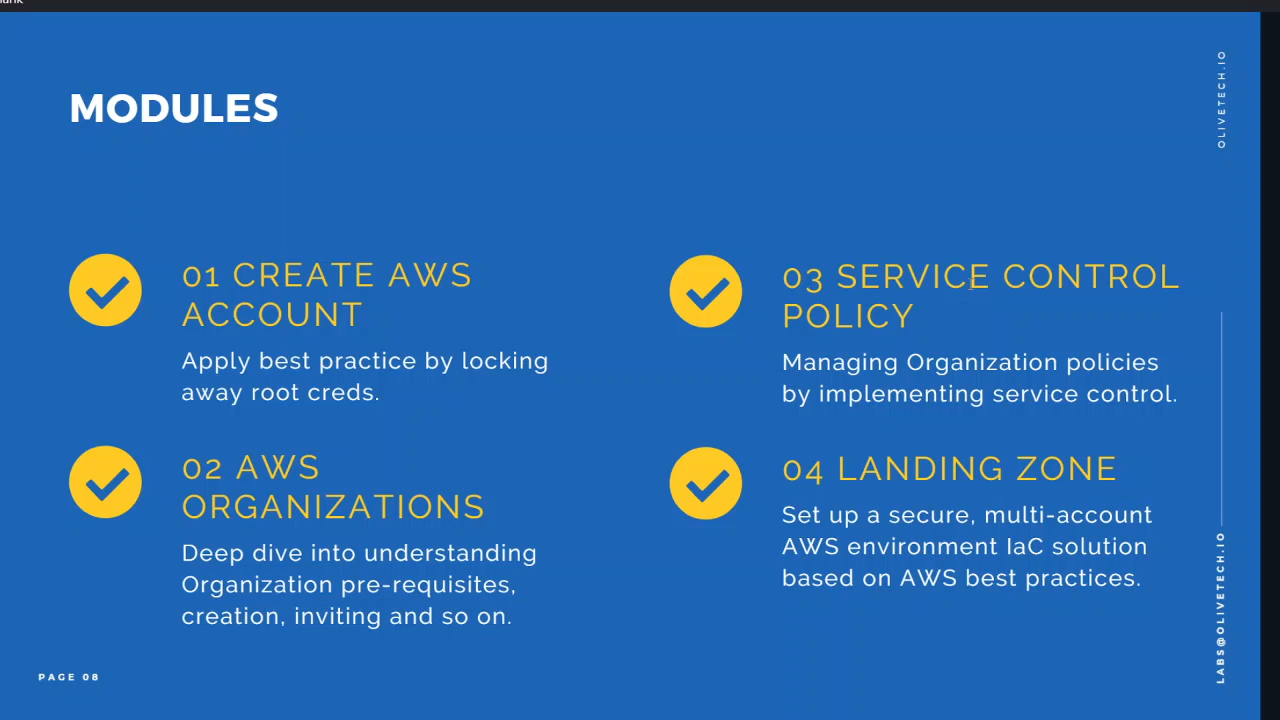 OLIVETECH.IO
MODULES
01 CREATE AWS
ACCOUNT
Apply best practice by locking
away root creds.
02 AWS
ORGANIZATIONS
Deep dive into understanding
Organization pre-requisites,
creation, inviting and so on.
03 SERVICE CONTROL
POLICY
Managing Organization policies
by implementing service control.
04 LANDING ZONE
Set up a secure, multi-account
AWS environment IaC solution
based on AWS best practices.
LABS@OLIVETECH.IO
PAGE 08